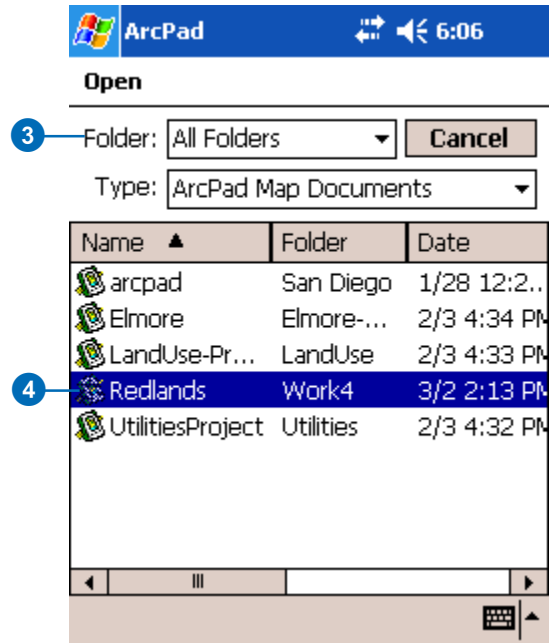 ArcPad 6:06
Open
3 Folder: All Folders Cancel
Type: ArcPad Map Documents
Name Folder Date
arcpad San Diego 1/28 12:2..
Elmore Elmore-... 2/3 4:34 PM
LandUse-Pr... LandUse 2/3 4:33 PM
4 Redlands Work4 3/2 2:13 PM
UtilitiesProject Utilities 2/3 4:32 PM